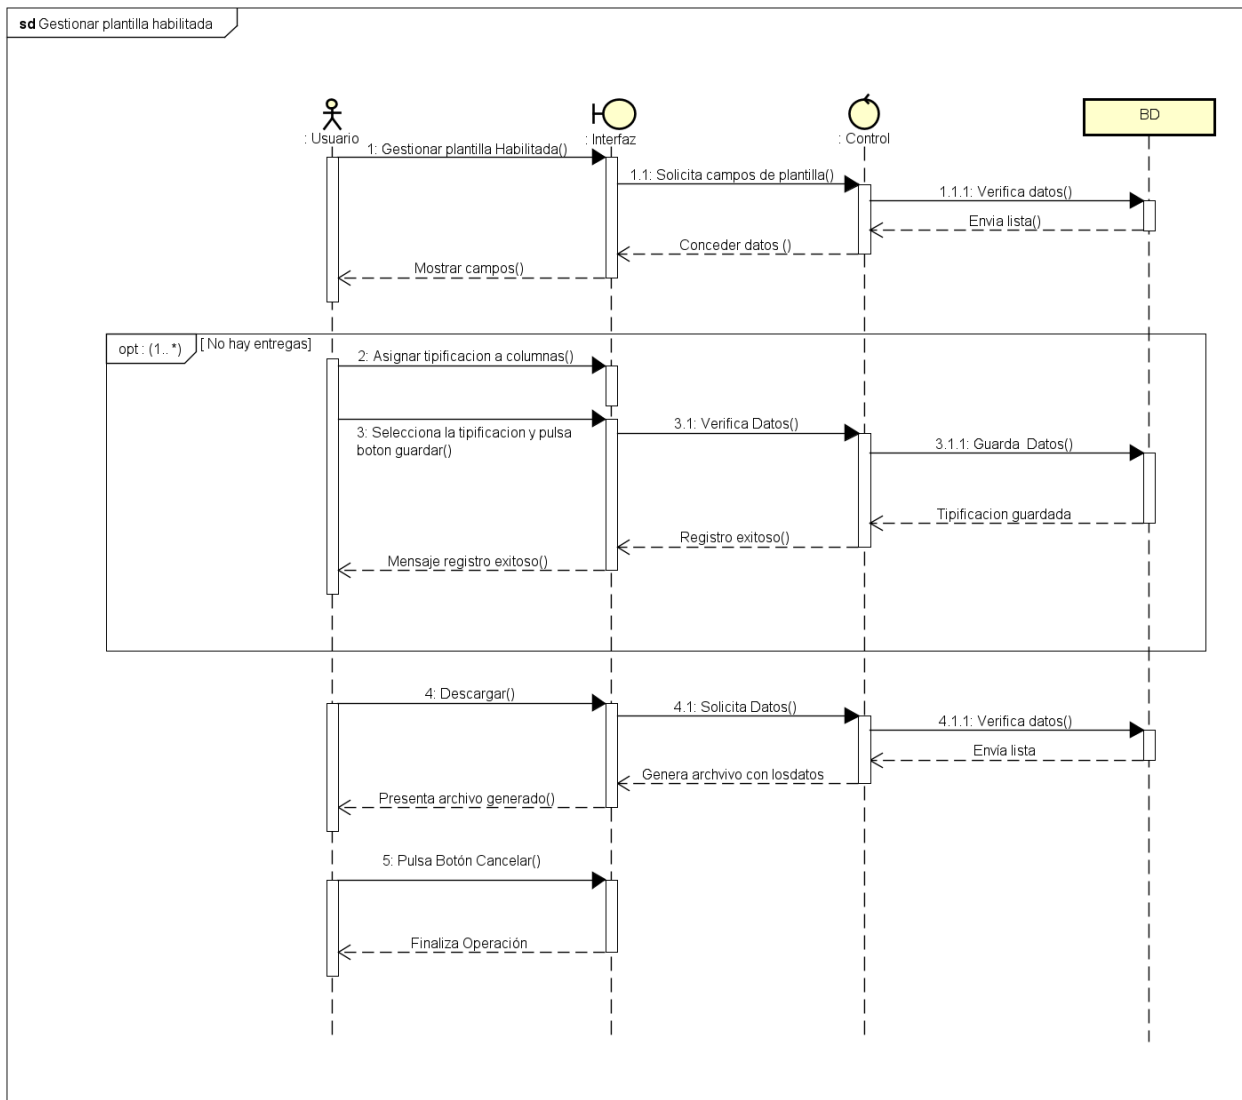 sd Gestionar plantilla habilitada
: Usuario
: Interfaz
: Control
BD
1: Gestionar plantilla Habilitada()
1.1: Solicita campos de plantilla()
1.1.1: Verifica datos()
Envia lista()
Conceder datos ()
Mostrar campos()
opt : (1.. *)
[ No hay entregas]
2: Asignar tipificacion a columnas()
3: Selecciona la tipificacion y pulsa
boton guardar()
3.1: Verifica Datos()
3.1.1: Guarda  Datos()
Tipificacion guardada
Registro exitoso()
Mensaje registro exitoso()
4: Descargar()
4.1: Solicita Datos()
4.1.1: Verifica datos()
Envía lista
Genera archvivo con losdatos
Presenta archivo generado()
5: Pulsa Botón Cancelar()
Finaliza Operación